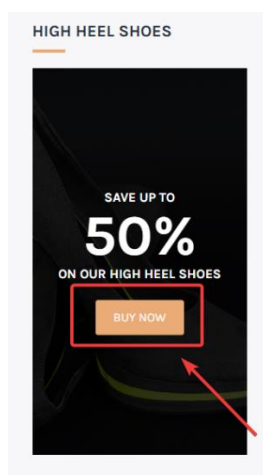 HIGH HEEL SHOES
SAVE UP TO
50%
ON OUR HIGH HEEL SHOES
BUY NOW